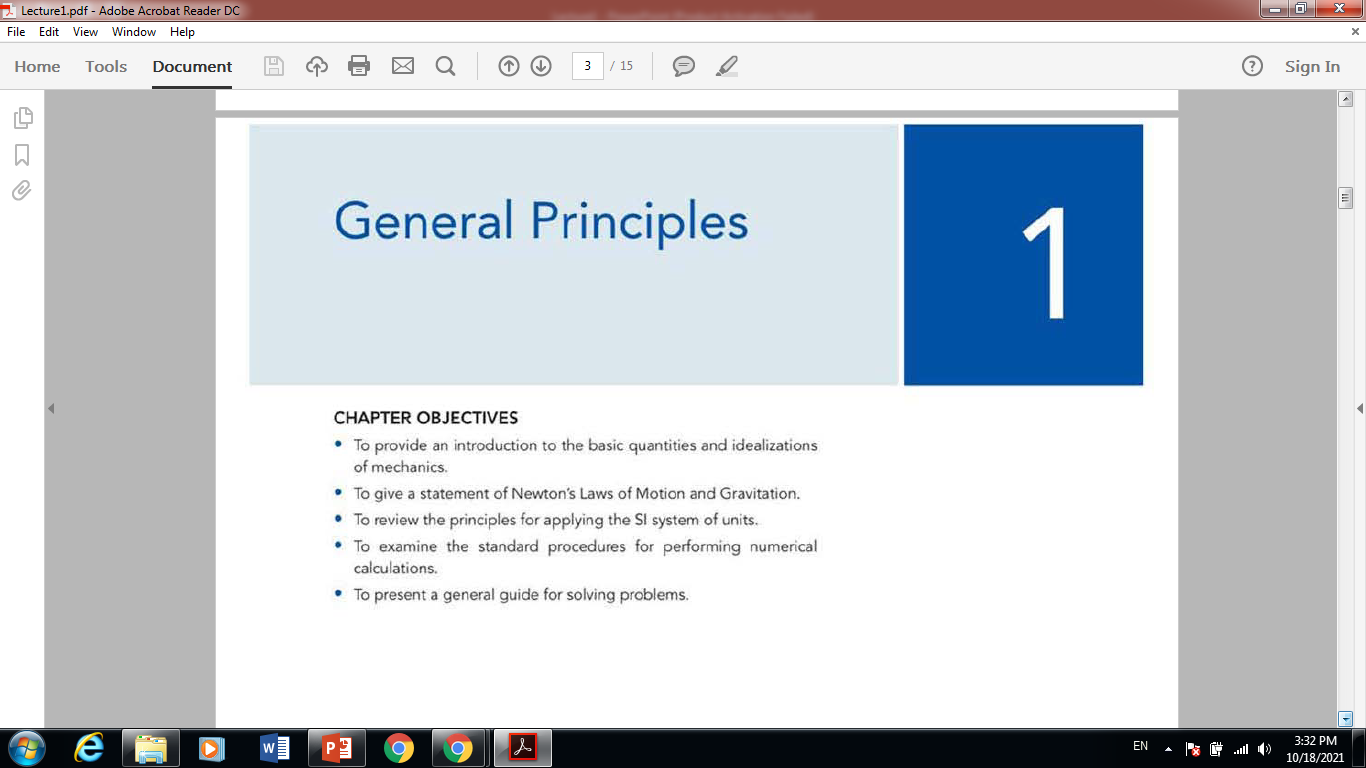 Lecture1.pdf - Adobe Acrobat Reader DC
File Edit View Window Help
Home Tools Document 3 / 15 Sign In
General Principles
1
CHAPTER OBJECTIVES
• To provide an introduction to the basic quantities and idealizations
of mechanics.
• To give a statement of Newton's Laws of Motion and Gravitation.
• To review the principles for applying the SI system of units.
• To examine the standard procedures for performing numerical
calculations.
• To present a general guide for solving problems.
EN
3:32 PM
10/18/2021